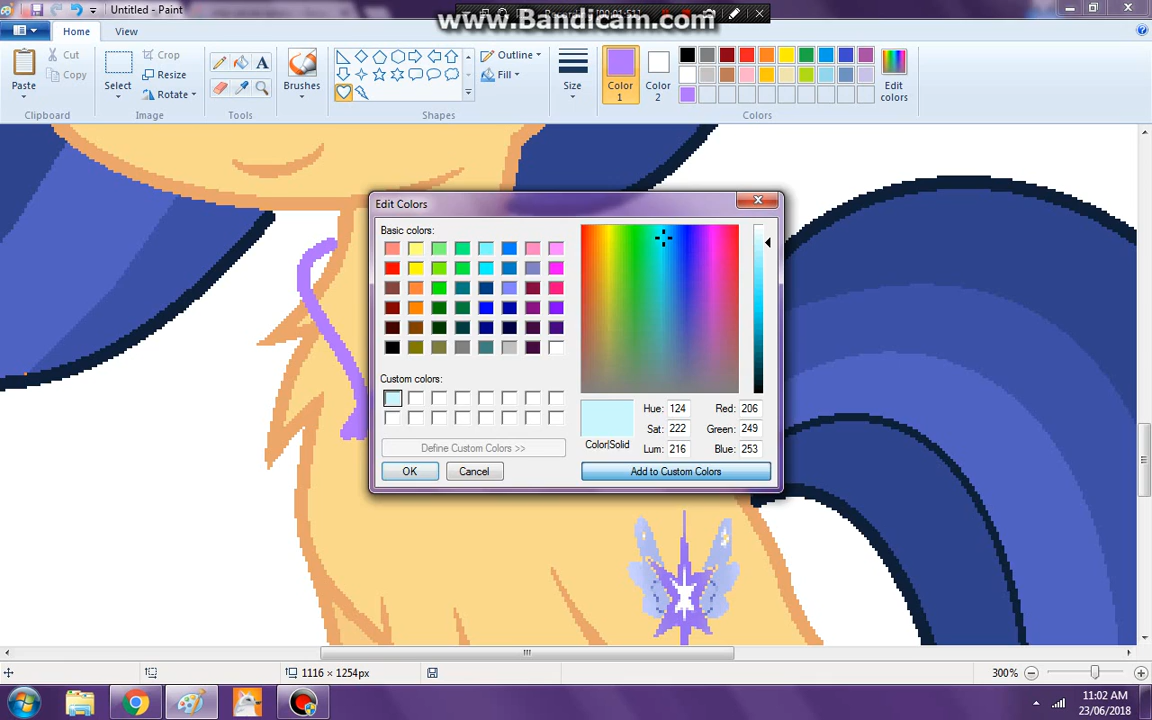 Untitled - Paint
www.Bandicam.com
Home
View
Paste
Cut
Copy
Clipboard
Select
Crop
Resize
Rotate
Image
A
Tools
Brushes
Outline
Fill
Shapes
Size
Color 1
Color 2
Edit colors
Colors
Edit Colors
Basic colors:
Custom colors:
Define Custom Colors >>
OK
Cancel
Color|Solid
Hue: 124
Sat: 222
Lum: 216
Red: 206
Green: 249
Blue: 253
Add to Custom Colors
1116 × 1254px
300%
11:02 AM
23/06/2018